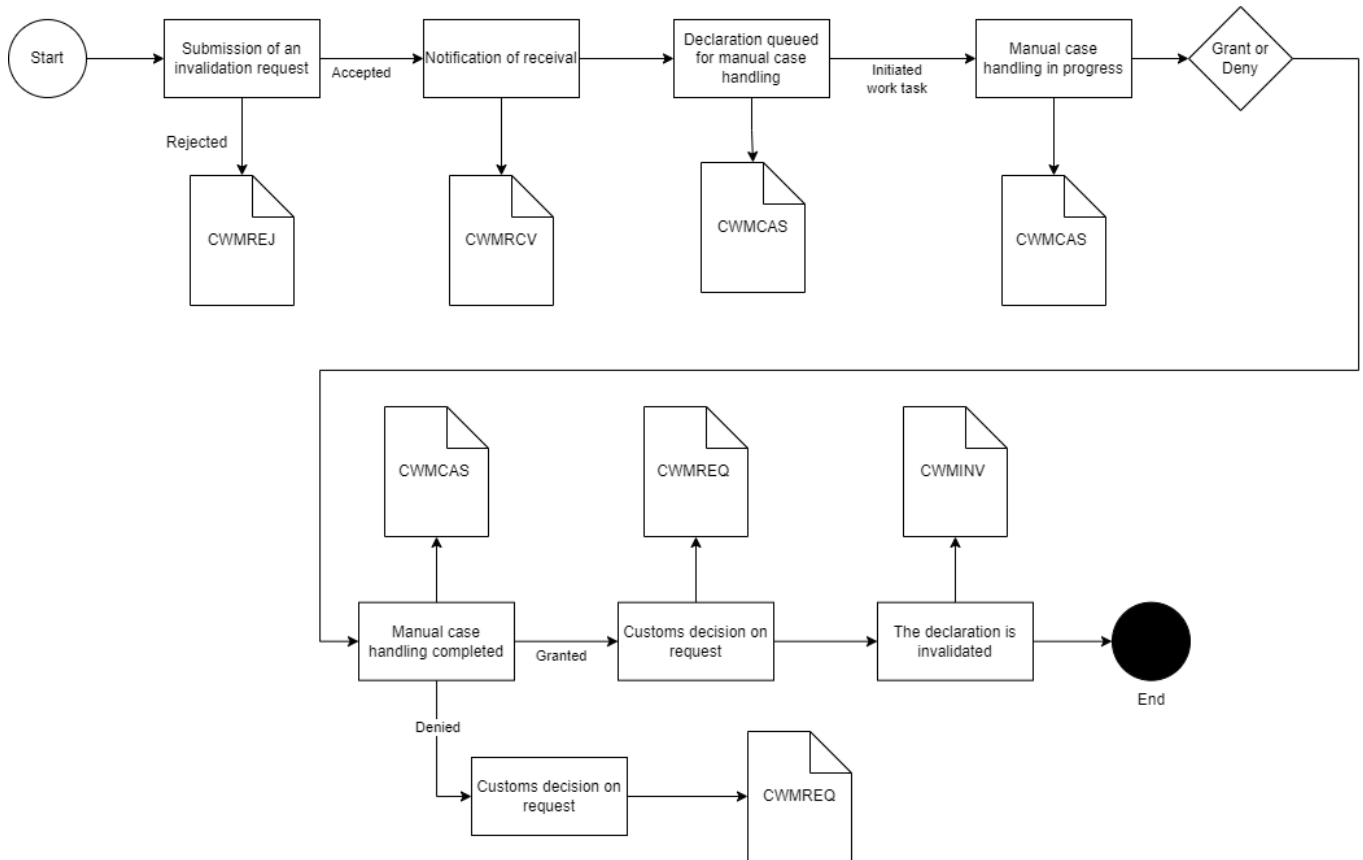 Start
Submission of an
invalidation request
Accepted
Notification of receival
Declaration queued
for manual case
handling
Initiated
work task
Manual case
handling in progress
Grant or
Deny
Rejected
CWMREJ
CWMRCV
CWMCAS
CWMCAS
CWMCAS
CWMREQ
CWMINV
Manual case
handling completed
Granted
Customs decision on
request
The declaration is
invalidated
End
Denied
Customs decision on
request
CWMREQ